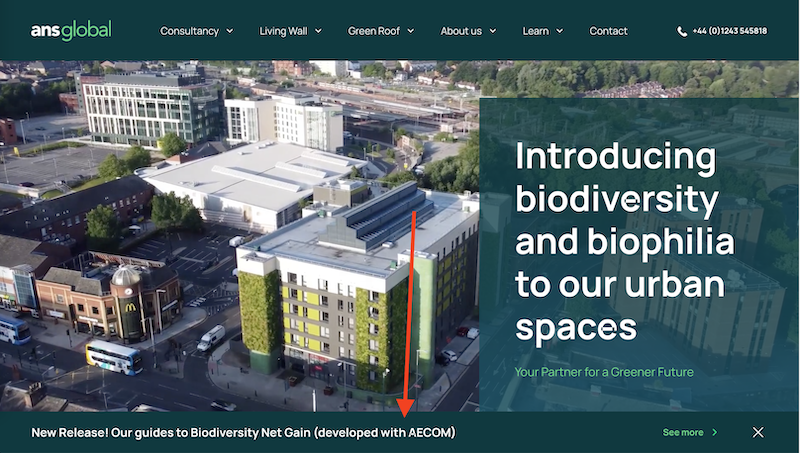 ansglobal
Consultancy
Living Wall
Green Roof
About us
Learn
Contact
+44 (0)1243 545818
Introducing
biodiversity
and biophilia
to our urban
spaces
Your Partner for a Greener Future
New Release! Our guides to Biodiversity Net Gain (developed with AECOM)
See more